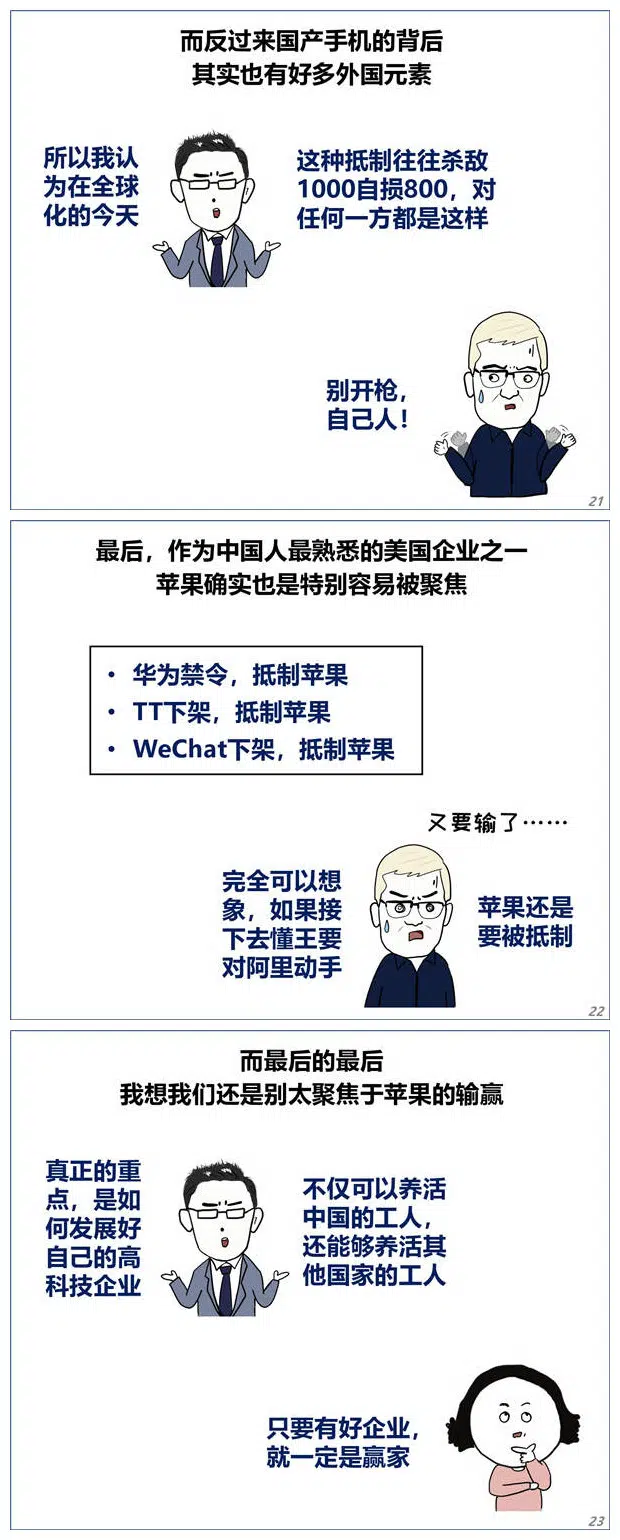 而反过来国产手机的背后
其实也有好多外国元素
所以我认
为在全球
化的今天
这种抵制往往杀敌
1000自损800，对
任何一方都是这样
别开枪，
自己人！
21
最后，作为中国人最熟悉的美国企业之一
苹果确实也是特别容易被聚焦
• 华为禁令，抵制苹果
• TT下架，抵制苹果
• WeChat下架，抵制苹果
又要输了……
完全可以想
象，如果接
下去懂王要
对阿里动手
苹果还是
要被抵制
22
而最后的最后
我想我们还是别太聚焦于苹果的输赢
真正的重
点，是如
何发展好
自己的高
科技企业
不仅可以养活
中国的工人，
还能够养活其
他国家的工人
只要有好企业，
就一定是赢家
23